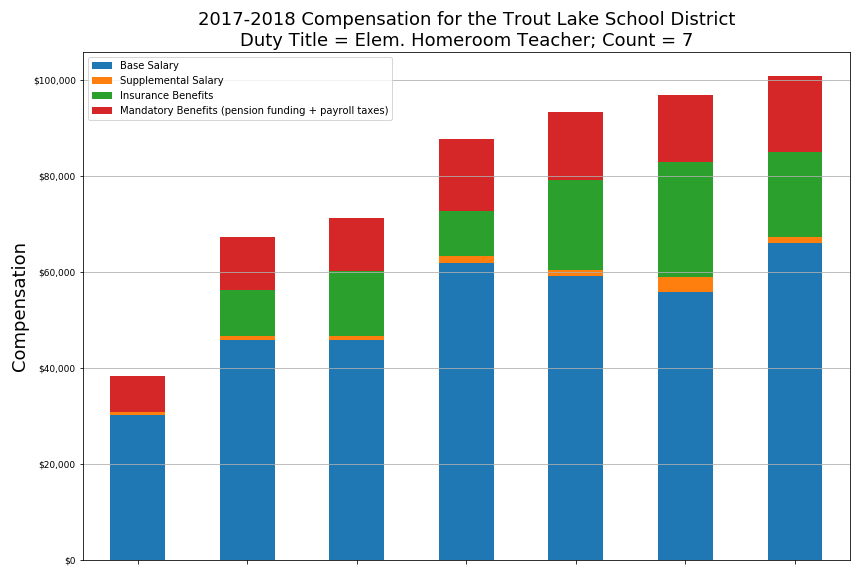 2017-2018 Compensation for the Trout Lake School District
Duty Title = Elem. Homeroom Teacher; Count = 7
Base Salary
Supplemental Salary
Insurance Benefits
Mandatory Benefits (pension funding + payroll taxes)
Compensation
$100,000
$80,000
$60,000
$40,000
$20,000
$0